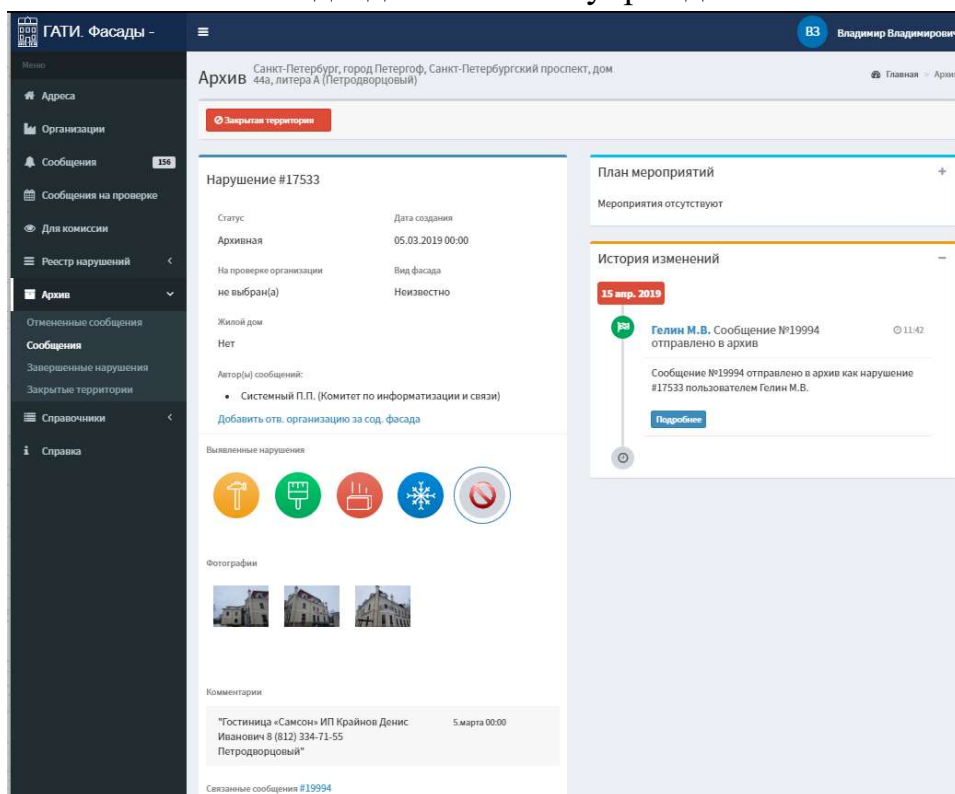 ГАТИ. Фасады -
ВЗ Владимир Владимирович
Меню
Адреса
Организации
Сообщения 156
Сообщения на проверке
Для комиссии
Реестр нарушений
Архив
Отмененные сообщения
Сообщения
Завершенные нарушения
Закрытые территории
Справочники
Справка
Архив Санкт-Петербург, город Петергоф, Санкт-Петербургский проспект, дом
44а, литера А (Петродворцовый)
Главная > Архив
Закрытая территория
Нарушение #17533
Статус Дата создания
Архивная 05.03.2019 00:00
На проверке организации Вид фасада
не выбран(а) Неизвестно
Жилой дом
Нет
Автор(ы) сообщений:
• Системный П.П. (Комитет по информатизации и связи)
Добавить отв. организацию за сод. фасада
Выявленные нарушения
Фотографии
Комментарии
"Гостиница «Самсон» ИП Крайнов Денис 5.марта 00:00
Иванович 8 (812) 334-71-55
Петродворцовый"
Связанные сообщения #19994
План мероприятий +
Мероприятия отсутствуют
История изменений −
15 апр. 2019
Гелин М.В. Сообщение №19994 11:42
отправлено в архив
Сообщение №19994 отправлено в архив как нарушение
#17533 пользователем Гелин М.В.
Подробнее